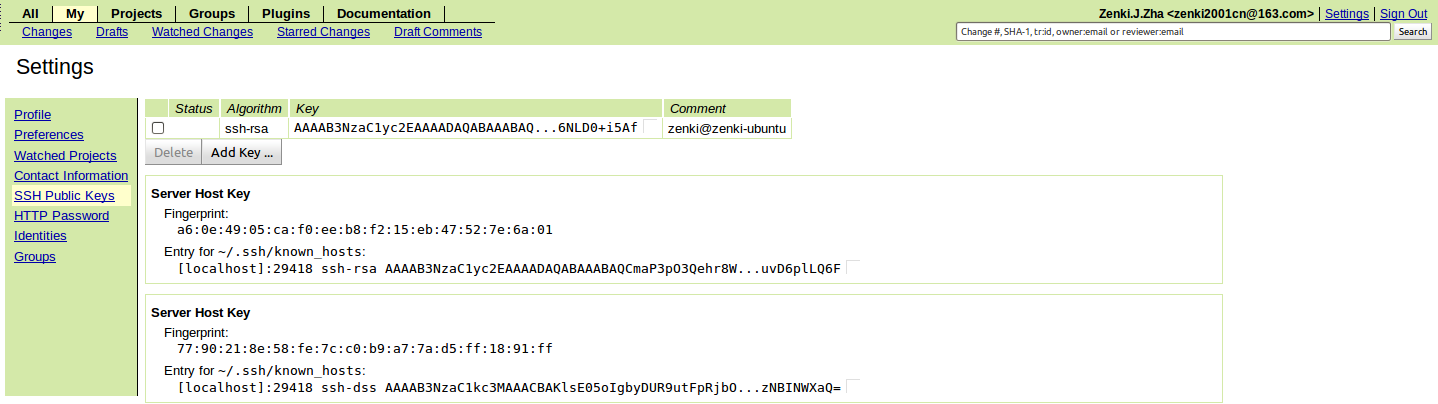 All My Projects Groups Plugins Documentation Zenki.J.Zha <zenki2001cn@163.com> Settings Sign Out
Changes Drafts Watched Changes Starred Changes Draft Comments Change #, SHA-1, tr:id, owner:email or reviewer:email Search
Settings
Profile
Preferences
Watched Projects
Contact Information
SSH Public Keys
HTTP Password
Identities
Groups
Status Algorithm Key Comment
ssh-rsa AAAAB3NzaC1yc2EAAAADAQABAAABAQ...6NLD0+i5Af zenki@zenki-ubuntu
Delete Add Key ...
Server Host Key
Fingerprint:
a6:0e:49:05:ca:f0:ee:b8:f2:15:eb:47:52:7e:6a:01
Entry for ~/.ssh/known_hosts:
[localhost]:29418 ssh-rsa AAAAB3NzaC1yc2EAAAADAQABAAABAQCmaP3pO3Qehr8W...uvD6plLQ6F
Server Host Key
Fingerprint:
77:90:21:8e:58:fe:7c:c0:b9:a7:7a:d5:ff:18:91:ff
Entry for ~/.ssh/known_hosts:
[localhost]:29418 ssh-dss AAAAB3NzaC1kc3MAAACBAKlsE05oIgbyDUR9utFpRjbO...zNBINWXaQ=